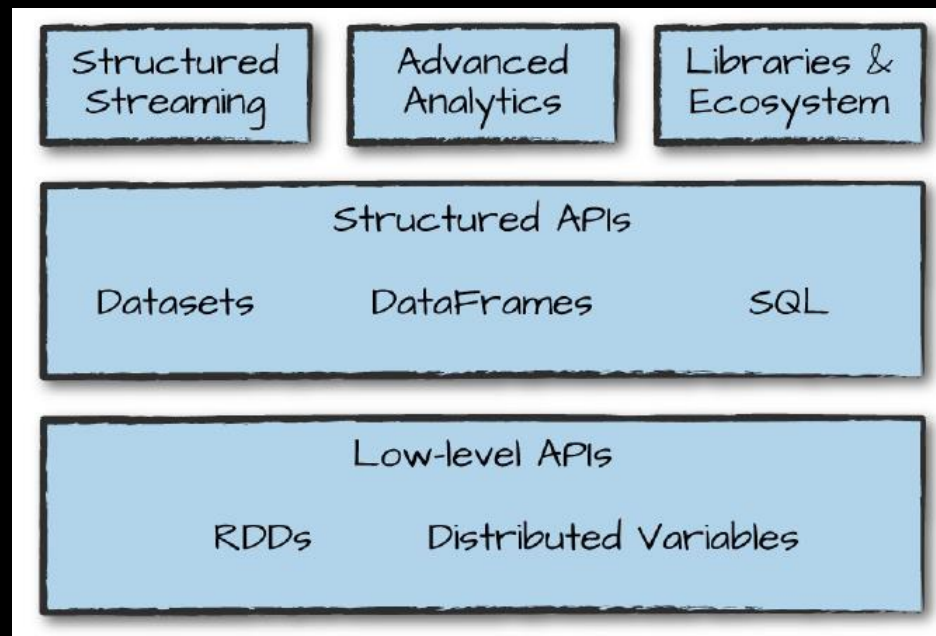 Structured
Streaming
Advanced
Analytics
Libraries &
Ecosystem
Structured APIs
Datasets DataFrames SQL
Low-level APIs
RDDs Distributed Variables